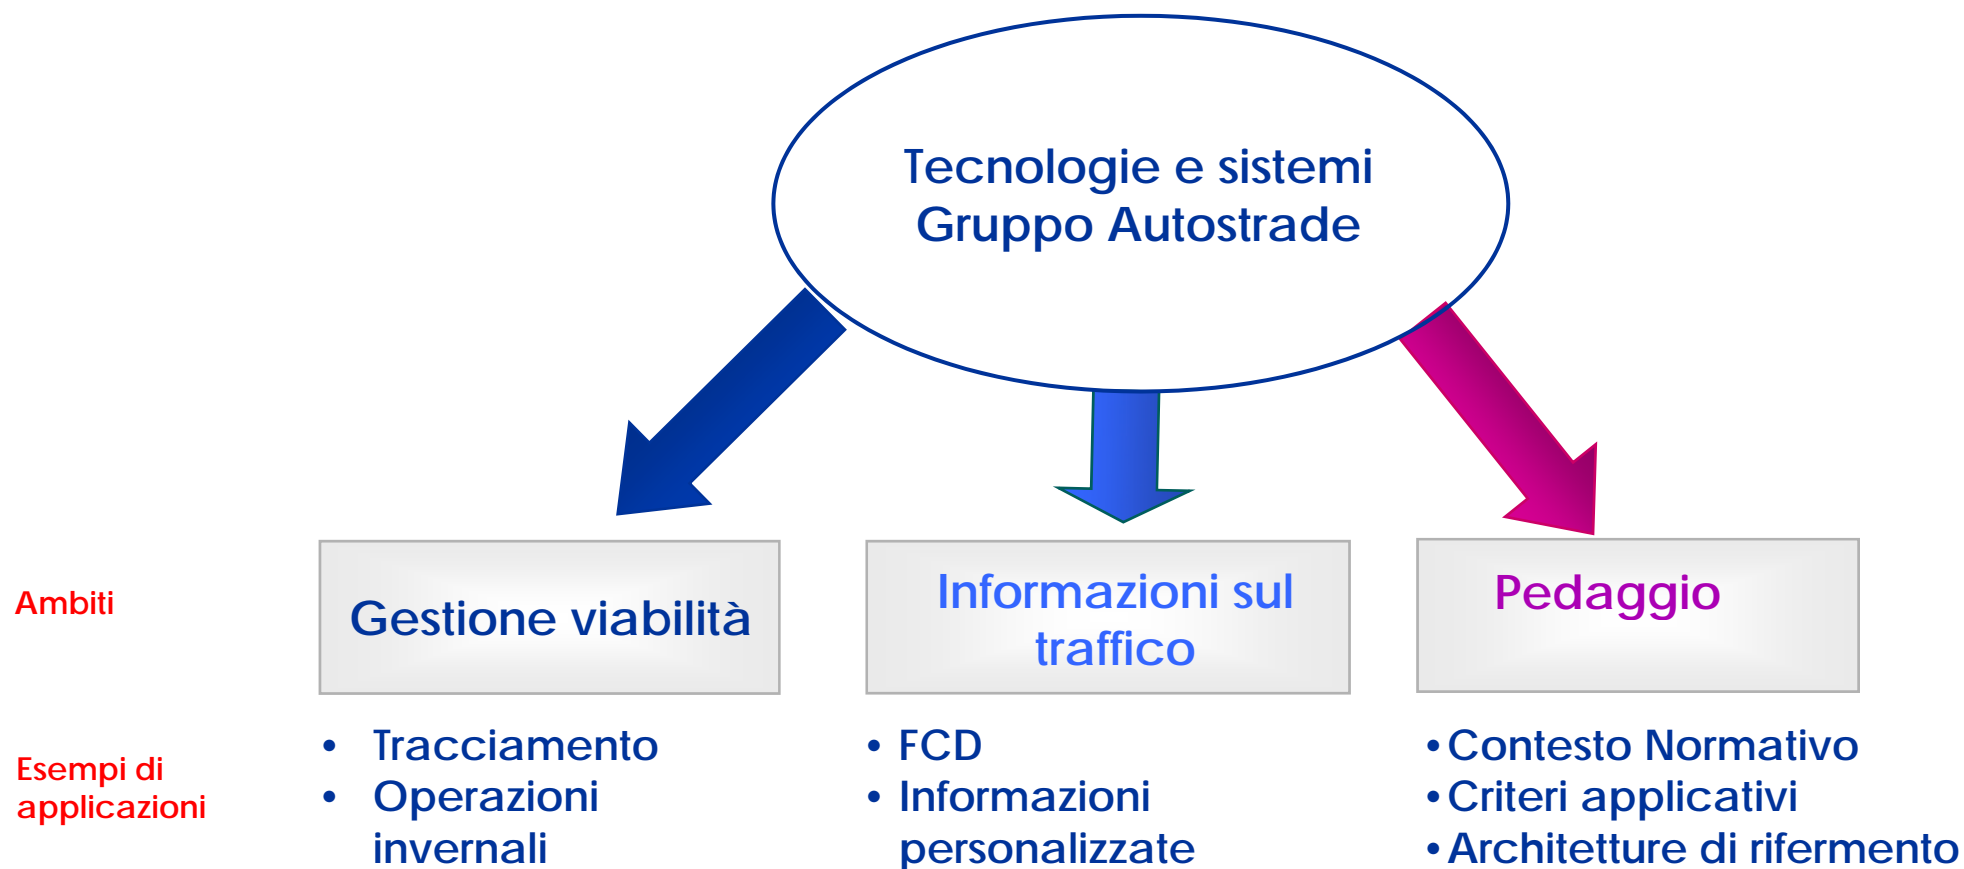 Tecnologie e sistemi
Gruppo Autostrade
Ambiti
Gestione viabilità
Informazioni sul
traffico
Pedaggio
Esempi di
applicazioni
• Tracciamento
• Operazioni
invernali
• FCD
• Informazioni
personalizzate
• Contesto Normativo
• Criteri applicativi
• Architetture di rifermento